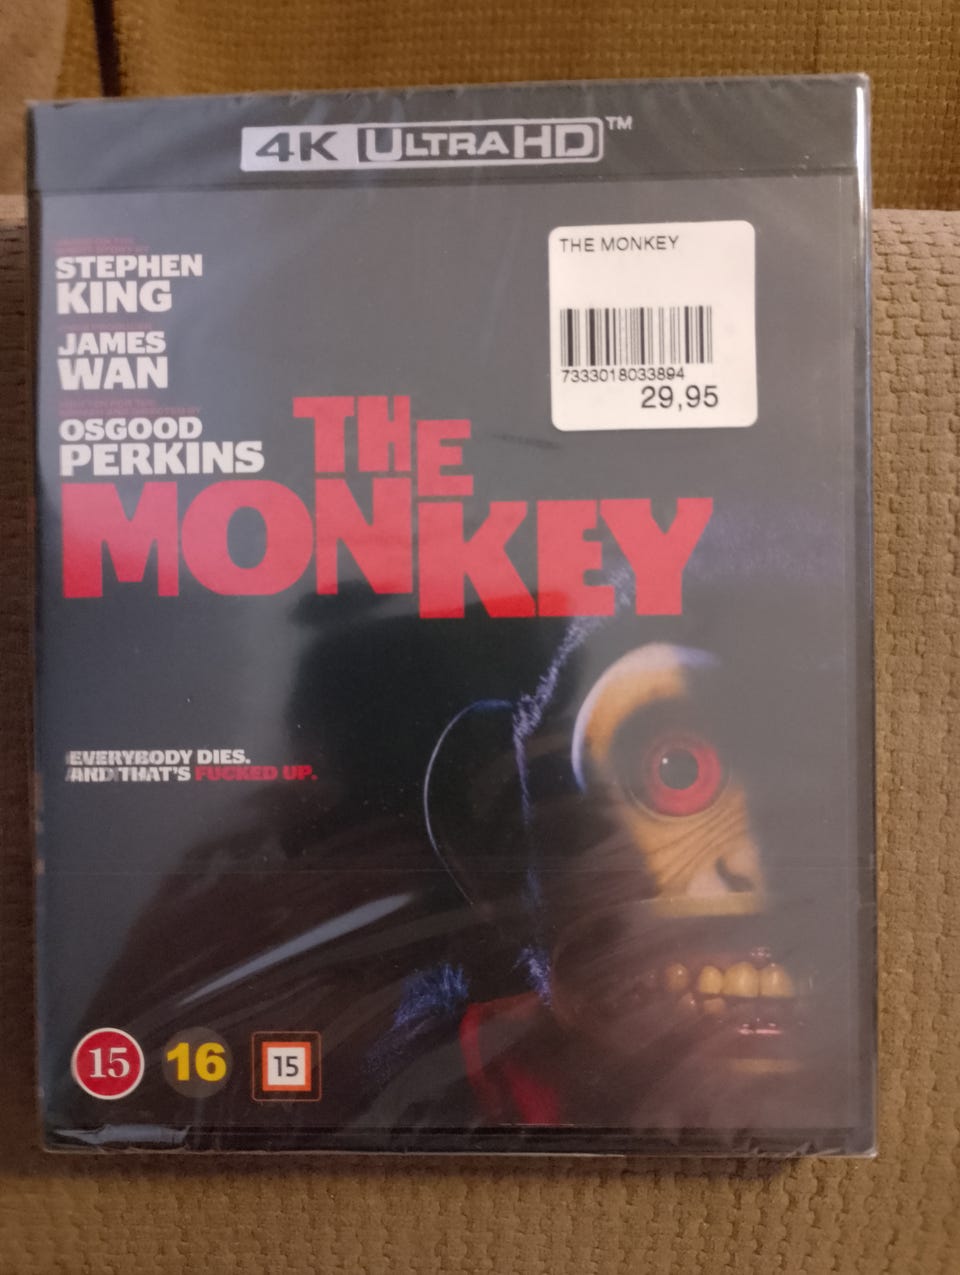 4K ULTRA HD™
THE MONKEY
7333018033894
29,95
STEPHEN
KING
JAMES
WAN
OSGOOD
PERKINS
THE
MONKEY
EVERYBODY DIES.
AND THAT'S FUCKED UP.
15
16
15